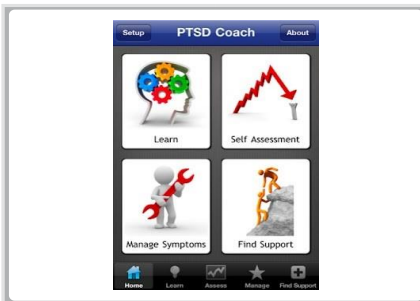 Setup PTSD Coach About
Learn Self Assessment
Manage Symptoms Find Support
Home Learn Assess Manage Find Support